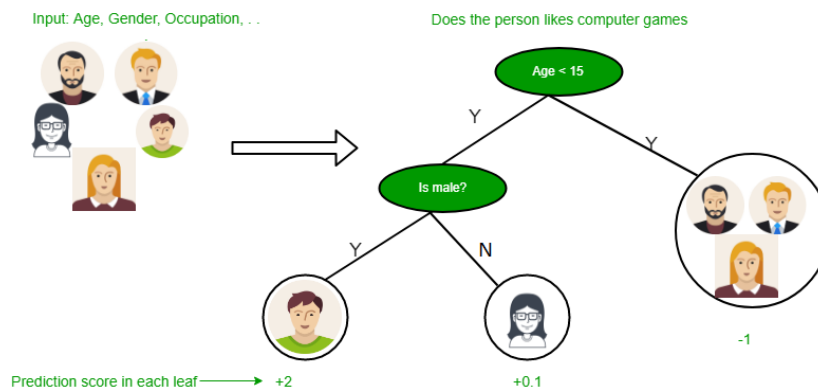 Input: Age, Gender, Occupation, . .
Does the person likes computer games
Age < 15
Y
Y
Is male?
Y
N
-1
Prediction score in each leaf
+2
+0.1